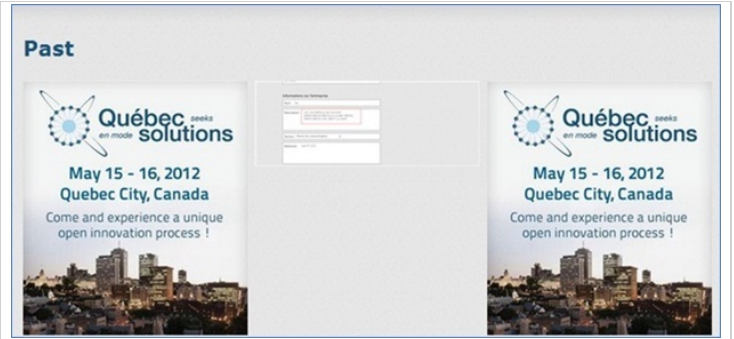 Past
Québec seeks
en mode solutions
May 15 - 16, 2012
Quebec City, Canada
Come and experience a unique
open innovation process !
Informations sur l'entreprise
Québec seeks
en mode solutions
May 15 - 16, 2012
Quebec City, Canada
Come and experience a unique
open innovation process !